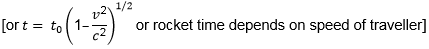 [or t = t₀(1–v²/c²)^1/2 or rocket time depends on speed of traveller]